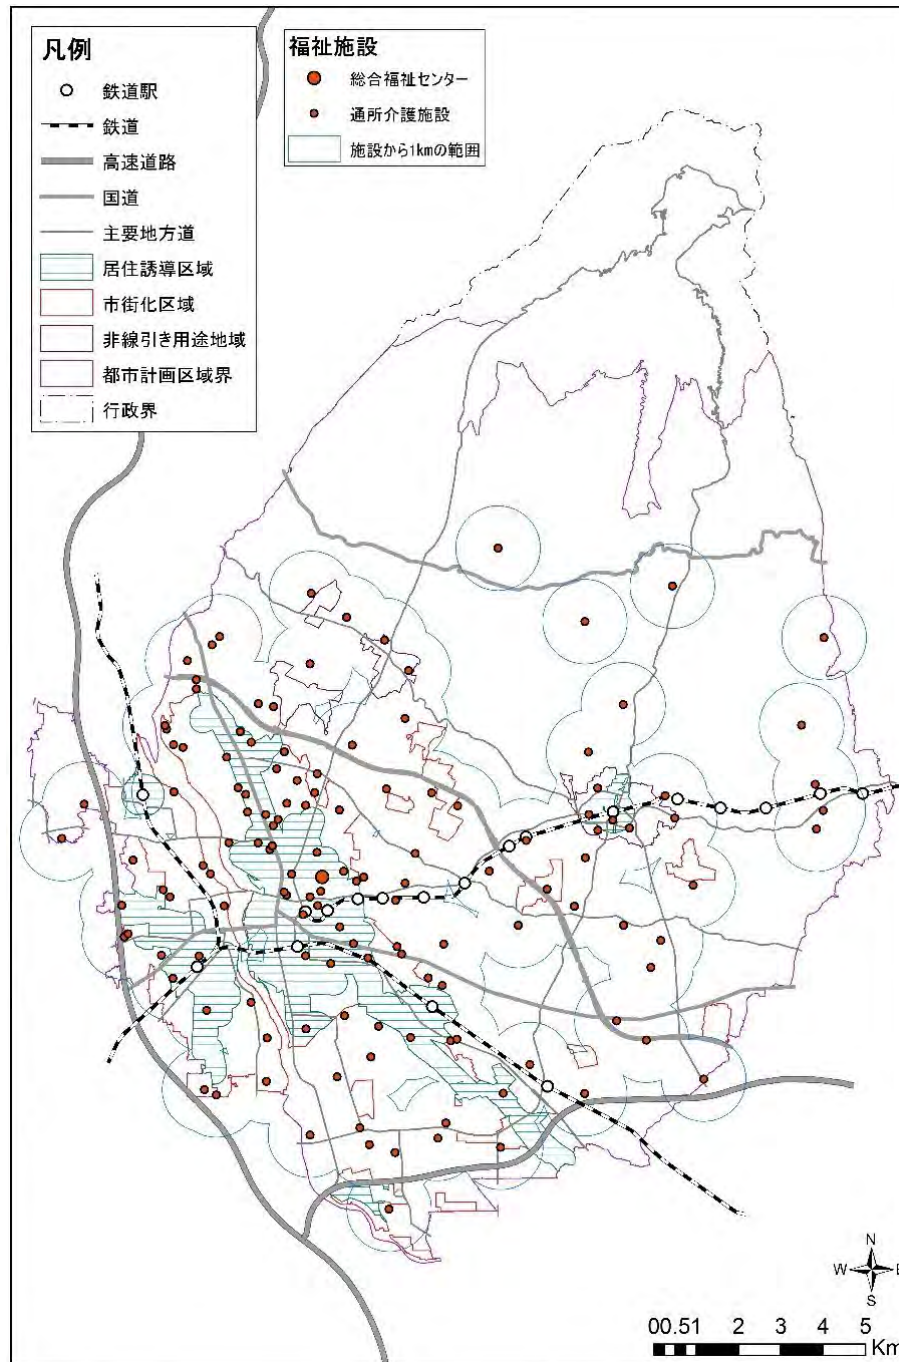 凡例
鉄道駅
鉄道
高速道路
国道
主要地方道
居住誘導区域
市街化区域
非線引き用途地域
都市計画区域界
行政界
福祉施設
総合福祉センター
通所介護施設
施設から1kmの範囲
N
W E
S
00.51 2 3 4 5
Km